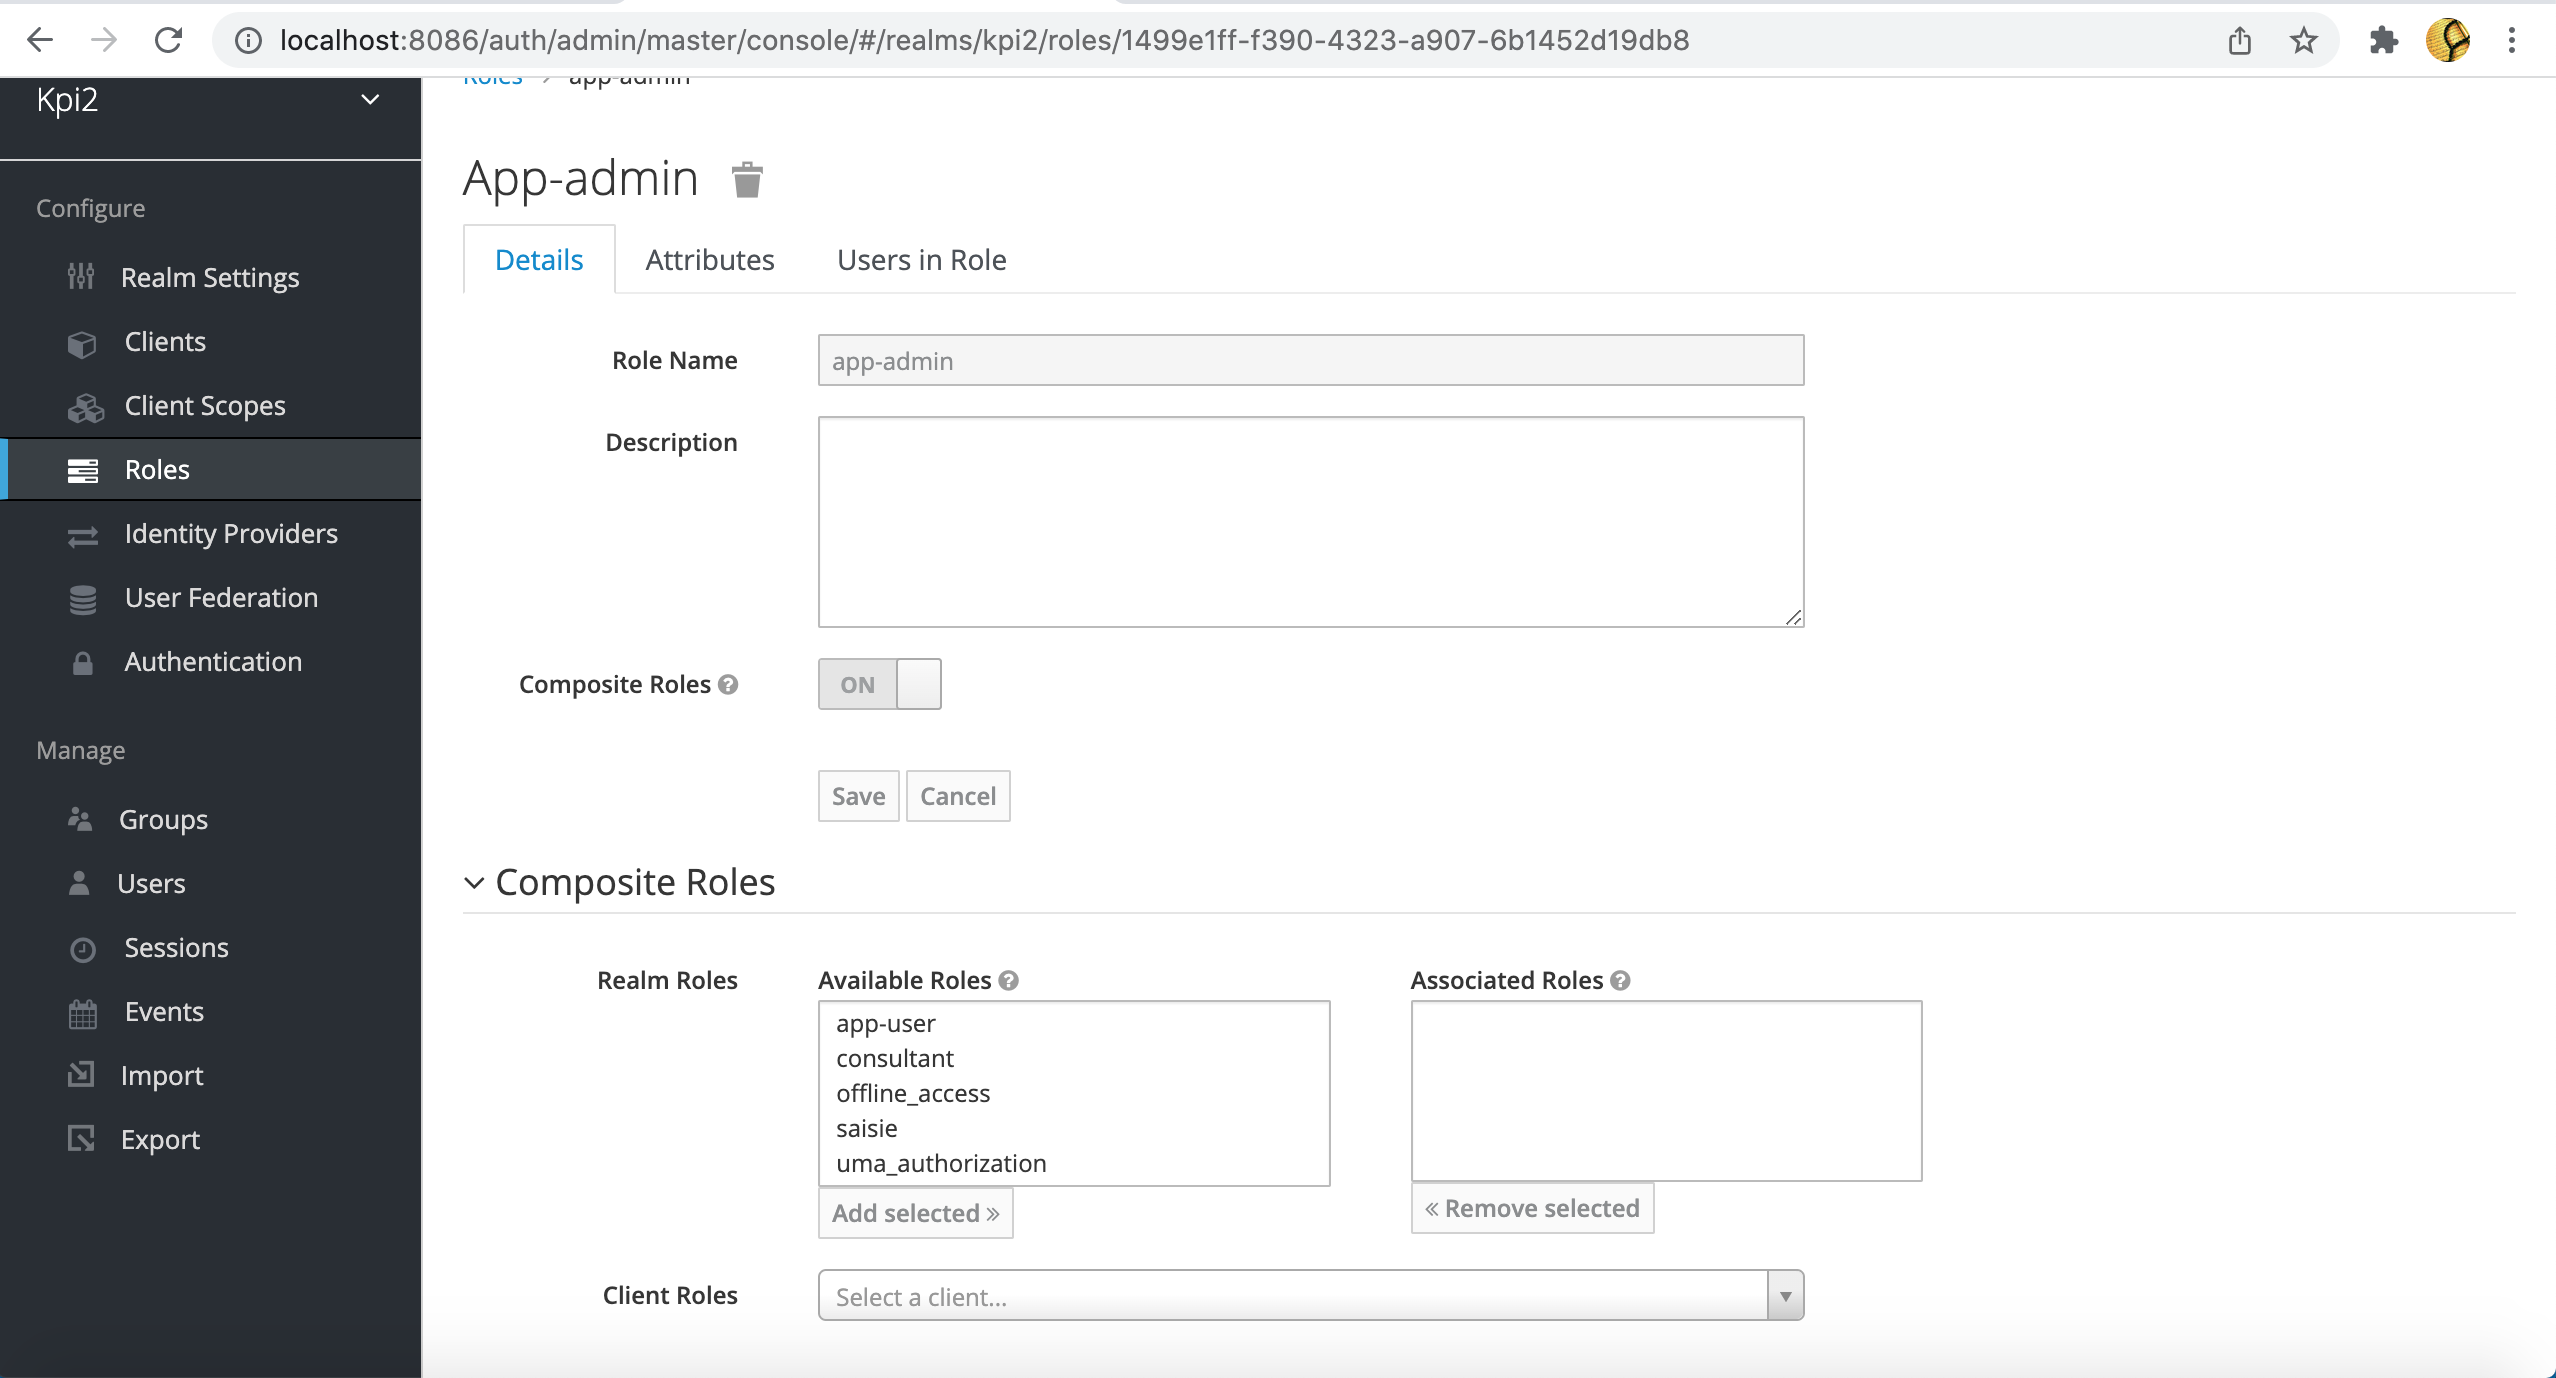 localhost:8086/auth/admin/master/console/#/realms/kpi2/roles/1499e1ff-f390-4323-a907-6b1452d19db8
Roles > app-admin
Kpi2
Configure
Realm Settings
Clients
Client Scopes
Roles
Identity Providers
User Federation
Authentication
Manage
Groups
Users
Sessions
Events
Import
Export
App-admin
Details Attributes Users in Role
Role Name app-admin
Description
Composite Roles ON
Save Cancel
Composite Roles
Realm Roles Available Roles Associated Roles
app-user
consultant
offline_access
saisie
uma_authorization
Add selected » « Remove selected
Client Roles Select a client...